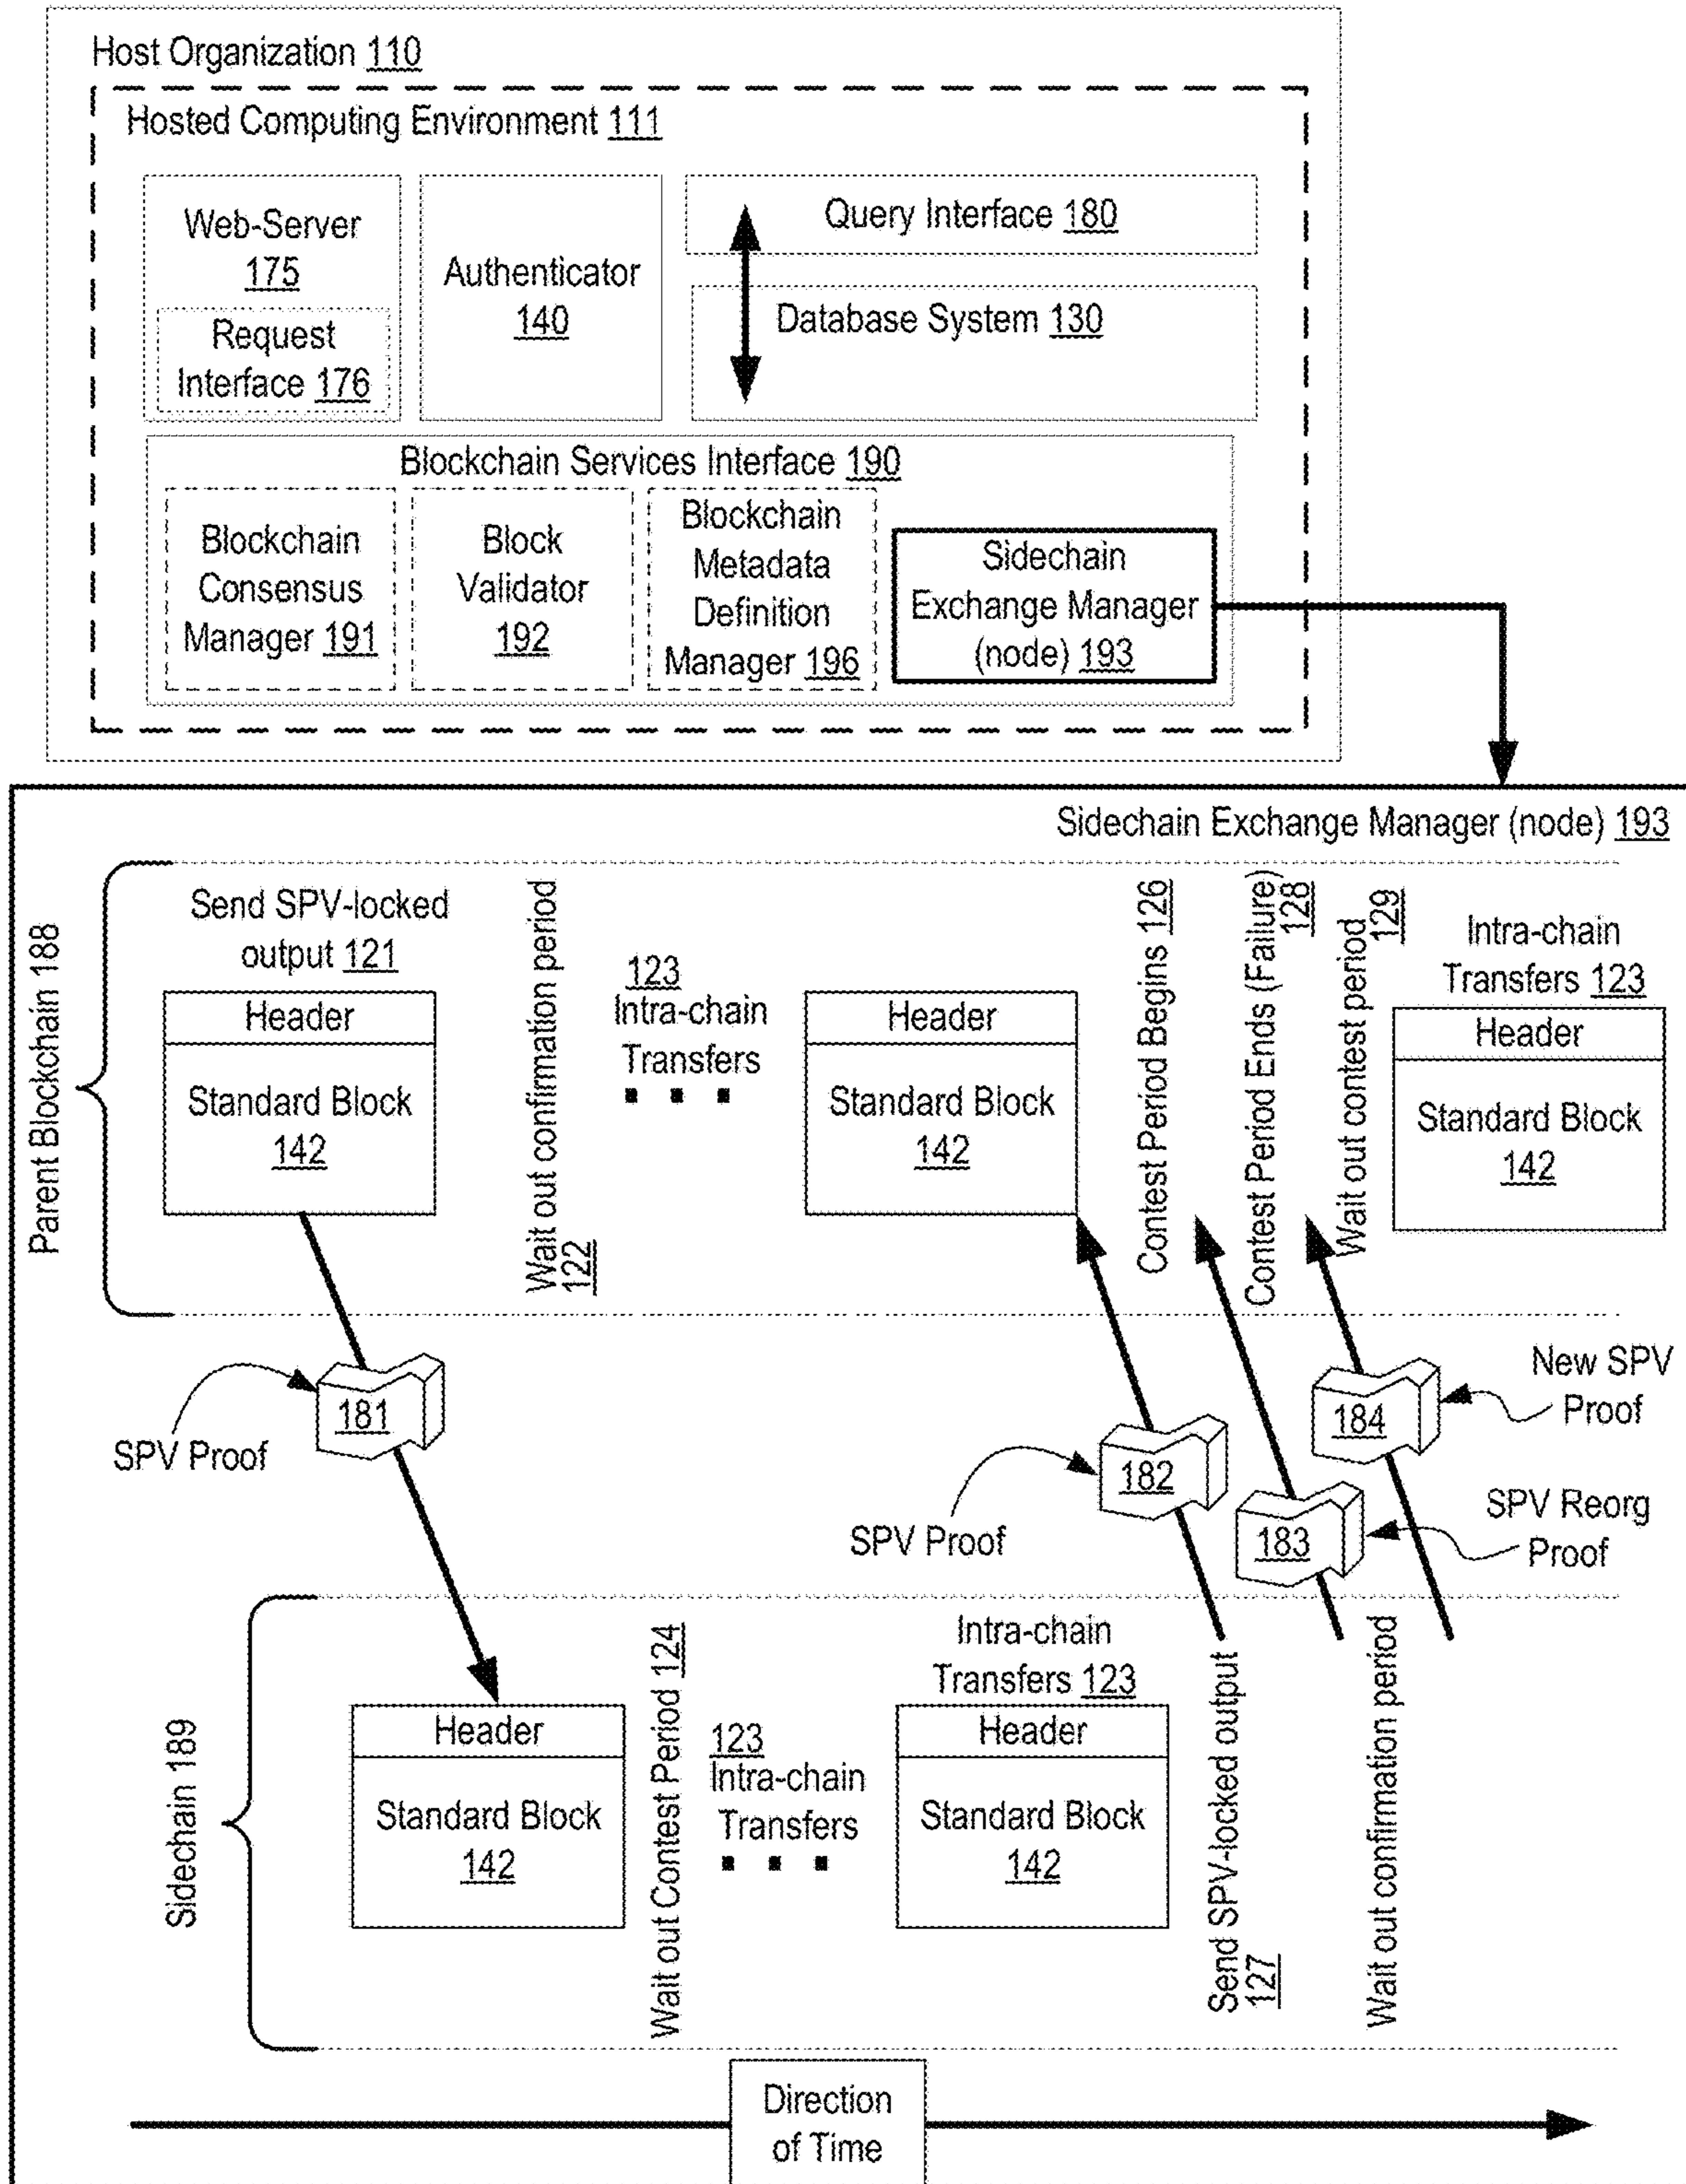 Host Organization 110
Hosted Computing Environment 111
Web-Server
175
Request
Interface 176
Authenticator
140
Query Interface 180
Database System 130
Blockchain Services Interface 190
Blockchain
Consensus
Manager 191
Block
Validator
192
Blockchain
Metadata
Definition
Manager 196
Sidechain
Exchange Manager
(node) 193
Sidechain Exchange Manager (node) 193
Parent Blockchain 188
Send SPV-locked
output 121
Header
Standard Block
142
Wait out confirmation period
122
123
Intra-chain
Transfers
Header
Standard Block
142
Contest Period Begins 126
Contest Period Ends (Failure)
128
Wait out contest period
129
Intra-chain
Transfers 123
Header
Standard Block
142
SPV Proof
181
SPV Proof
182
183
SPV Reorg
Proof
184
New SPV
Proof
Sidechain 189
Header
Standard Block
142
Wait out Contest Period 124
123
Intra-chain
Transfers
Intra-chain
Transfers 123
Header
Standard Block
142
Send SPV-locked output
127
Wait out confirmation period
Direction
of Time